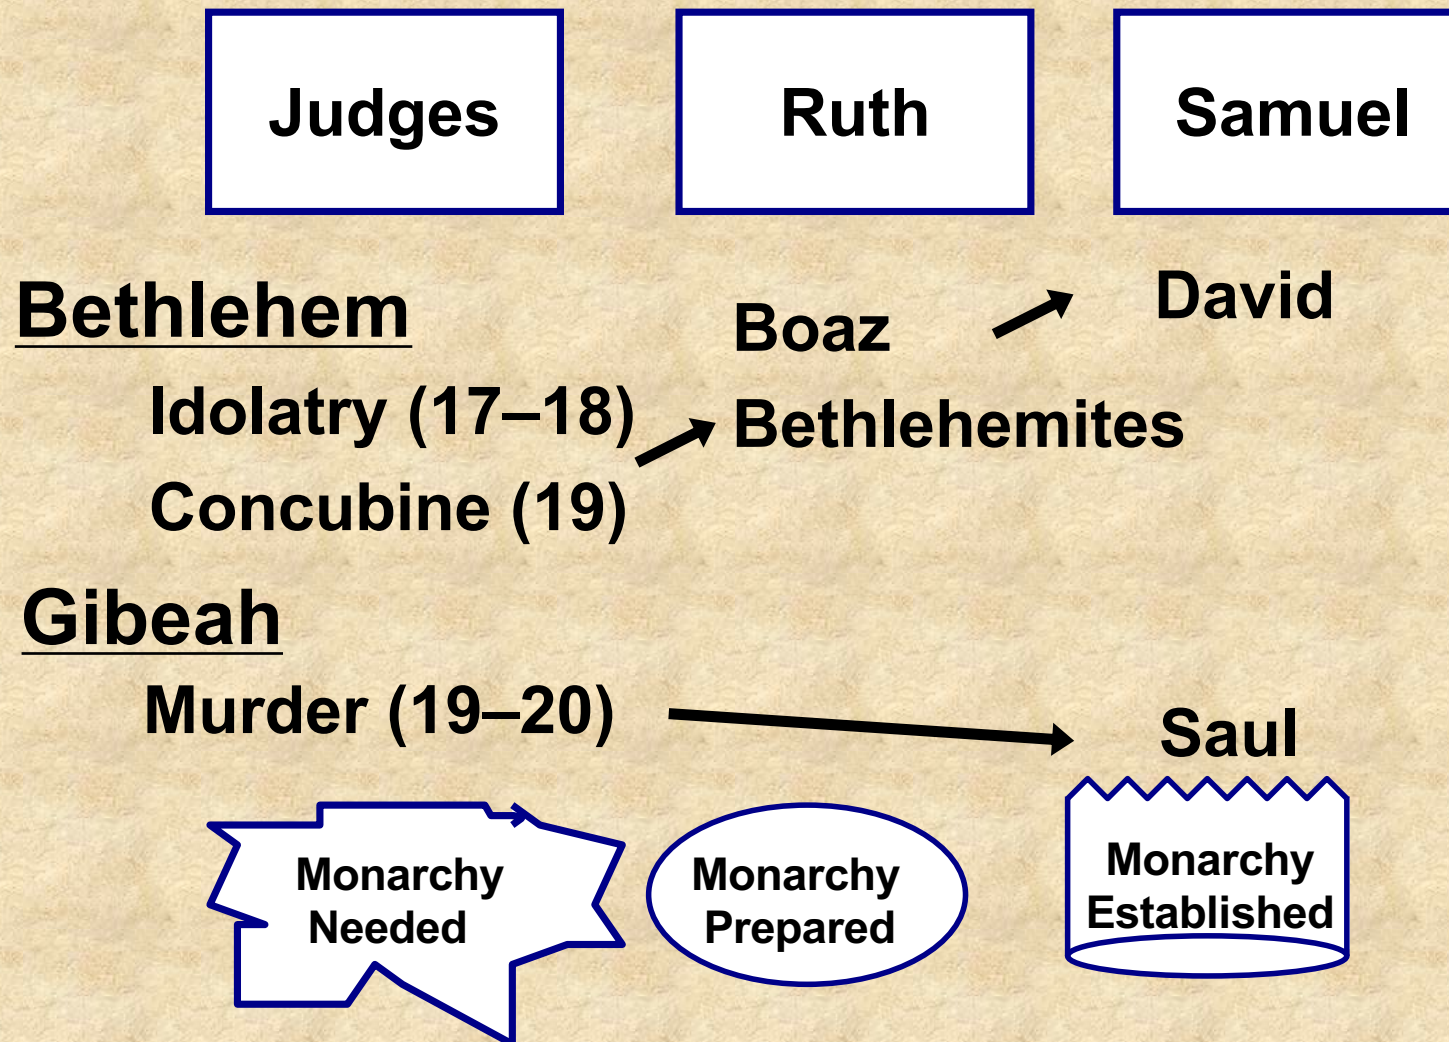 Judges Ruth Samuel
Bethlehem Boaz David
Idolatry (17–18) Bethlehemites
Concubine (19)
Gibeah
Murder (19–20) Saul
Monarchy
Needed
Monarchy
Prepared
Monarchy
Established